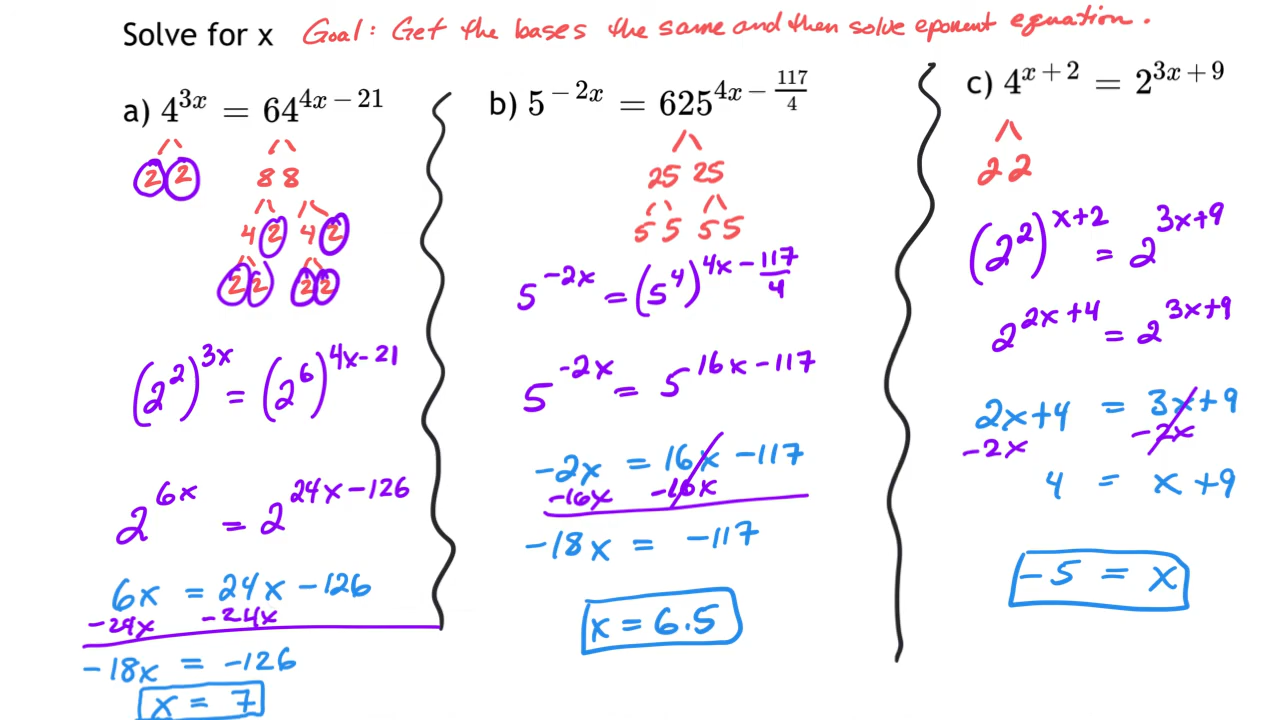 Solve for x Goal: Get the bases the same and then solve eponent equation.
a) 4^{3x} = 64^{4x − 21}
2 2 8 8
4 2 4 2
2 2 2 2
(2^2)^{3x} = (2^6)^{4x−21}
2^{6x} = 2^{24x−126}
6x = 24x −126
−24x −24x
−18x = −126
x = 7
b) 5^{−2x} = 625^{4x − 117/4}
25 25
5 5 5 5
5^{−2x} = (5^4)^{4x − 117/4}
5^{−2x} = 5^{16x −117}
−2x = 16x −117
−16x −16x
−18x = −117
x = 6.5
c) 4^{x + 2} = 2^{3x + 9}
2 2
(2^2)^{x+2} = 2^{3x+9}
2^{2x+4} = 2^{3x+9}
2x+4 = 3x+9
−2x −2x
4 = x +9
−5 = x